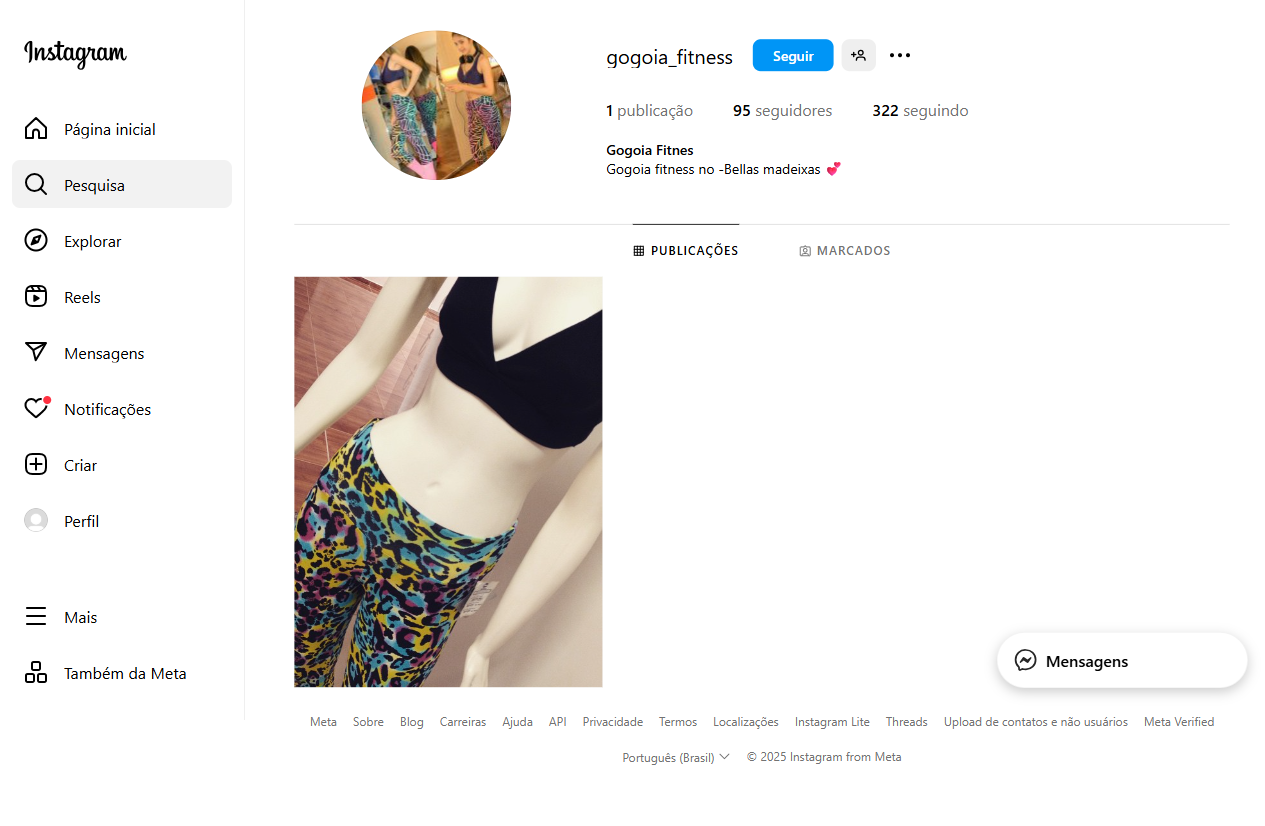 Instagram
Página inicial
Pesquisa
Explorar
Reels
Mensagens
Notificações
Criar
Perfil
Mais
Também da Meta
gogoia_fitness Seguir
1 publicação 95 seguidores 322 seguindo
Gogoia Fitnes
Gogoia fitness no -Bellas madeixas 💕
PUBLICAÇÕES MARCADOS
Mensagens
Meta Sobre Blog Carreiras Ajuda API Privacidade Termos Localizações Instagram Lite Threads Upload de contatos e não usuários Meta Verified
Português (Brasil) © 2025 Instagram from Meta